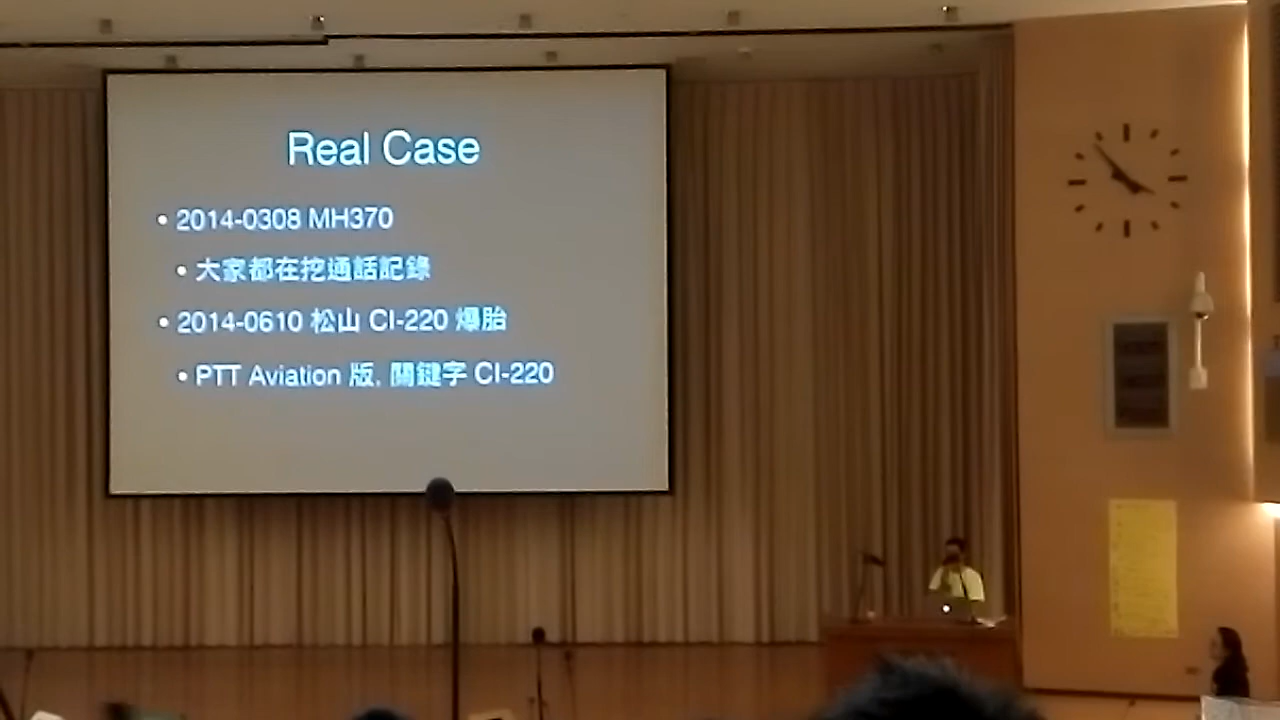 Real Case
• 2014-0308 MH370
• 大家都在挖通話記錄
• 2014-0610 松山 CI-220 爆胎
• PTT Aviation 版, 關鍵字 CI-220